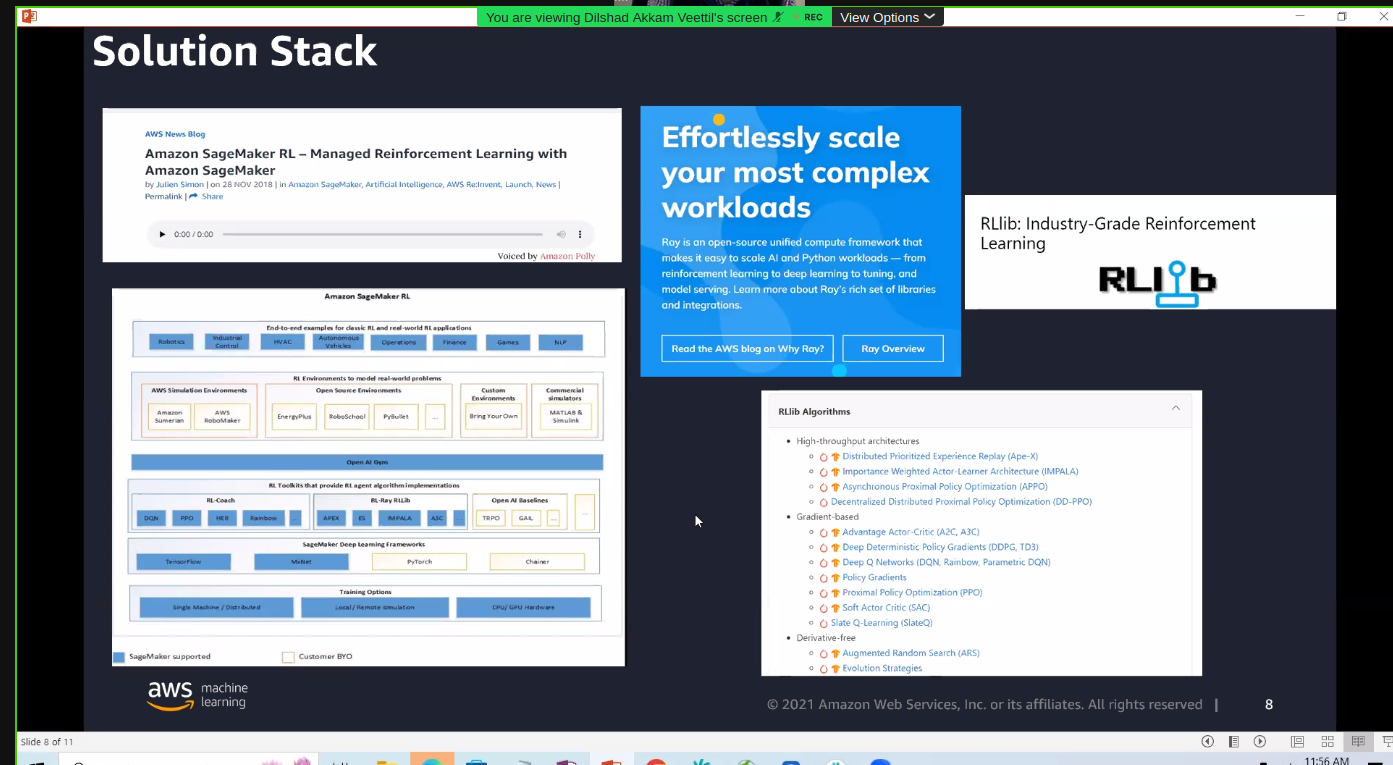 You are viewing Dilshad Akkam Veettil's screen
REC
View Options
Solution Stack
AWS News Blog
Amazon SageMaker RL – Managed Reinforcement Learning with
Amazon SageMaker
by Julien Simon | on 28 NOV 2018 | in Amazon SageMaker, Artificial Intelligence, AWS Re:Invent, Launch, News |
Permalink | Share
0:00 / 0:00
Voiced by Amazon Polly
Effortlessly scale
your most complex
workloads
Ray is an open-source unified compute framework that
makes it easy to scale AI and Python workloads — from
reinforcement learning to deep learning to tuning, and
model serving. Learn more about Ray's rich set of libraries
and integrations.
Read the AWS blog on Why Ray?
Ray Overview
RLlib: Industry-Grade Reinforcement
Learning
RLlib
Amazon SageMaker RL
End-to-end examples for classic RL and real-world RL applications
Robotics
Industrial Control
HVAC
Autonomous Vehicles
Operations
Finance
Games
NLP
RL Environments to model real-world problems
AWS Simulation Environments
Amazon Sumerian
AWS RoboMaker
Open Source Environments
EnergyPlus
RoboSchool
PyBullet
...
Custom Environments
Bring Your Own
Commercial simulators
MATLAB & Simulink
Open AI Gym
RL Toolkits that provide RL agent algorithm implementations
RL-Coach
DQN
PPO
HER
Rainbow
...
RL-Ray RLLib
APEX
ES
IMPALA
A3C
...
Open AI Baselines
TRPO
GAIL
...
...
SageMaker Deep Learning Frameworks
TensorFlow
MxNet
PyTorch
Chainer
Training Options
Single Machine / Distributed
Local / Remote simulation
CPU/ GPU Hardware
SageMaker supported
Customer BYO
RLlib Algorithms
High-throughput architectures
Distributed Prioritized Experience Replay (Ape-X)
Importance Weighted Actor-Learner Architecture (IMPALA)
Asynchronous Proximal Policy Optimization (APPO)
Decentralized Distributed Proximal Policy Optimization (DD-PPO)
Gradient-based
Advantage Actor-Critic (A2C, A3C)
Deep Deterministic Policy Gradients (DDPG, TD3)
Deep Q Networks (DQN, Rainbow, Parametric DQN)
Policy Gradients
Proximal Policy Optimization (PPO)
Soft Actor Critic (SAC)
Slate Q-Learning (SlateQ)
Derivative-free
Augmented Random Search (ARS)
Evolution Strategies
aws machine
learning
© 2021 Amazon Web Services, Inc. or its affiliates. All rights reserved |
8
Slide 8 of 11
11:56 AM